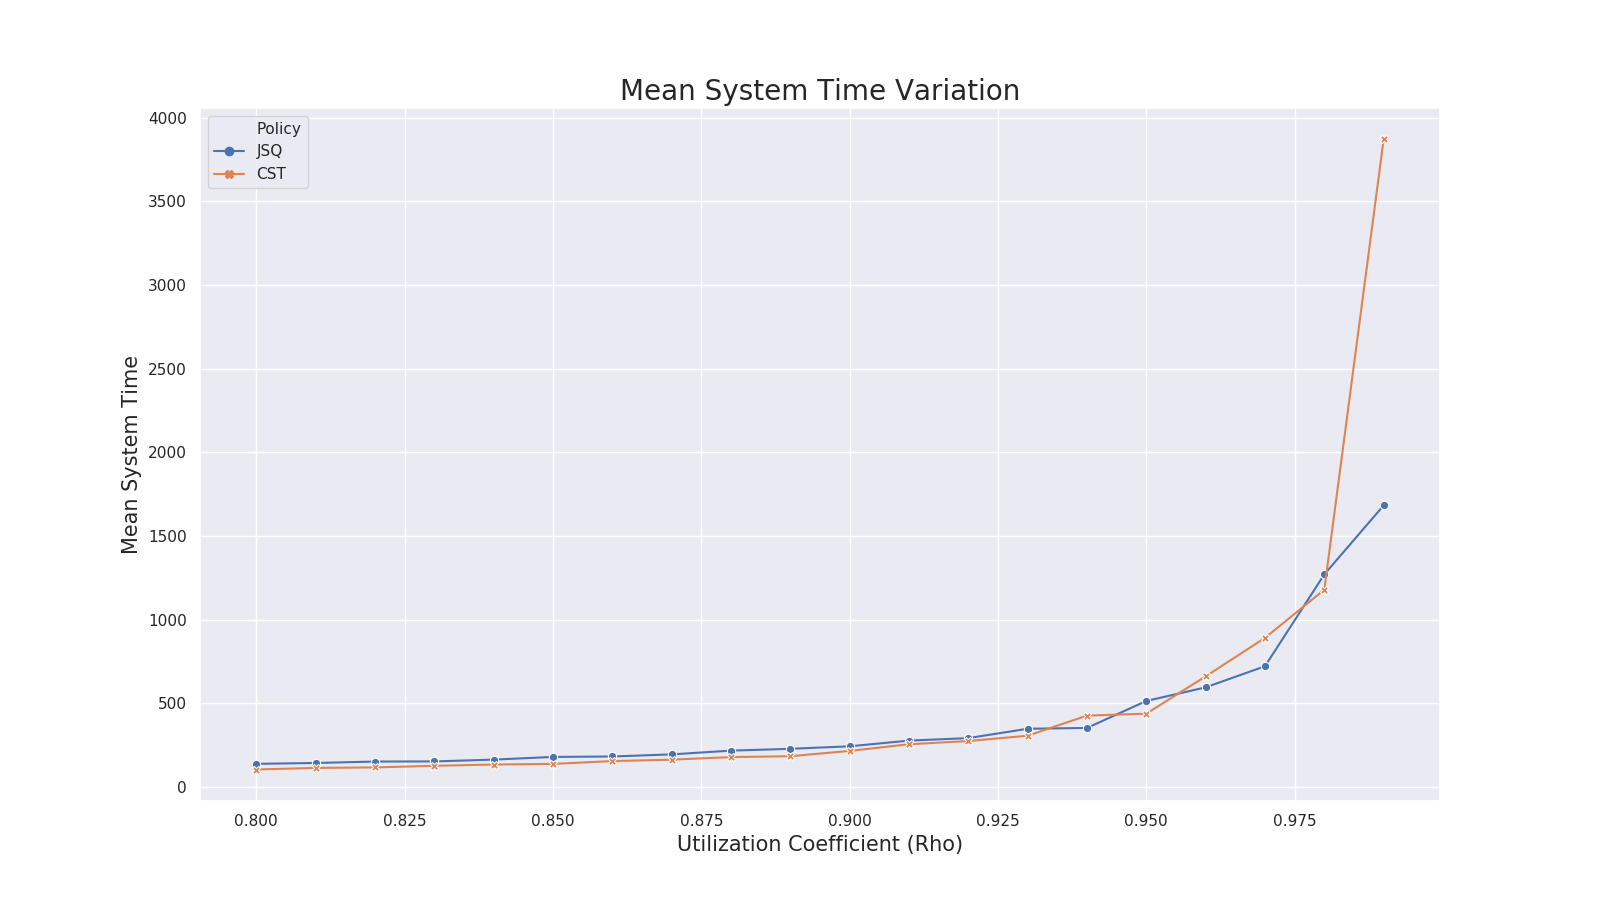 Mean System Time Variation
Policy
JSQ
CST
4000
3500
3000
2500
2000
1500
1000
500
0
Mean System Time
0.800 0.825 0.850 0.875 0.900 0.925 0.950 0.975
Utilization Coefficient (Rho)